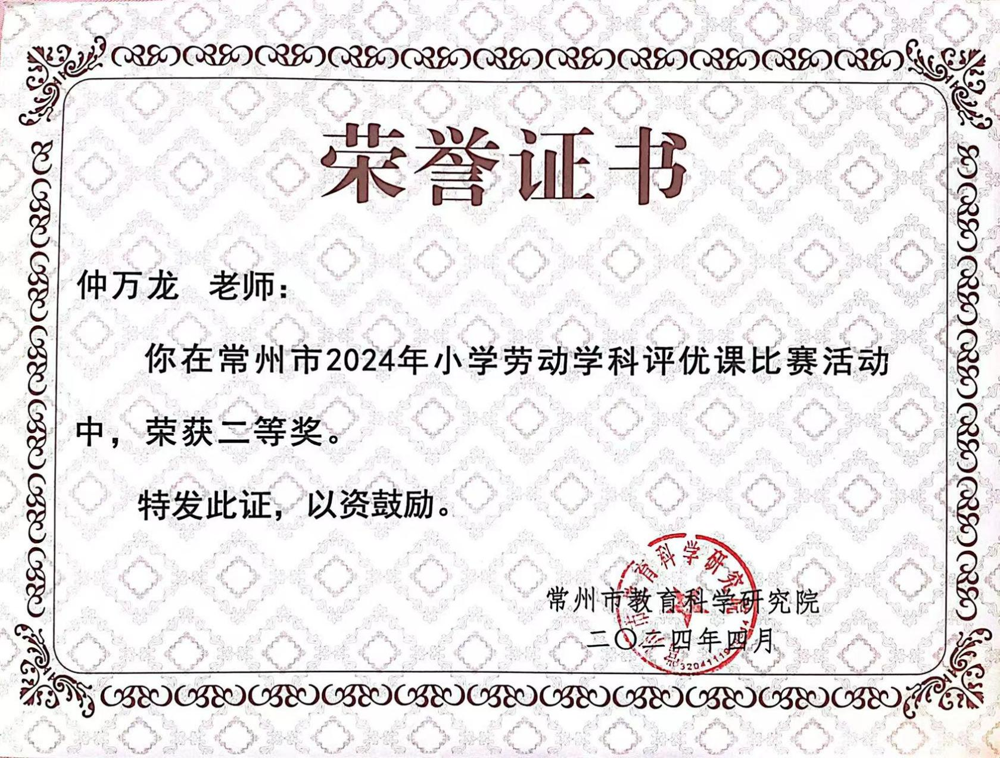 荣誉证书
仲万龙 老师：
你在常州市2024年小学劳动学科评优课比赛活动
中，荣获二等奖。
特发此证，以资鼓励。
常州市教育科学研究院
二〇二四年四月